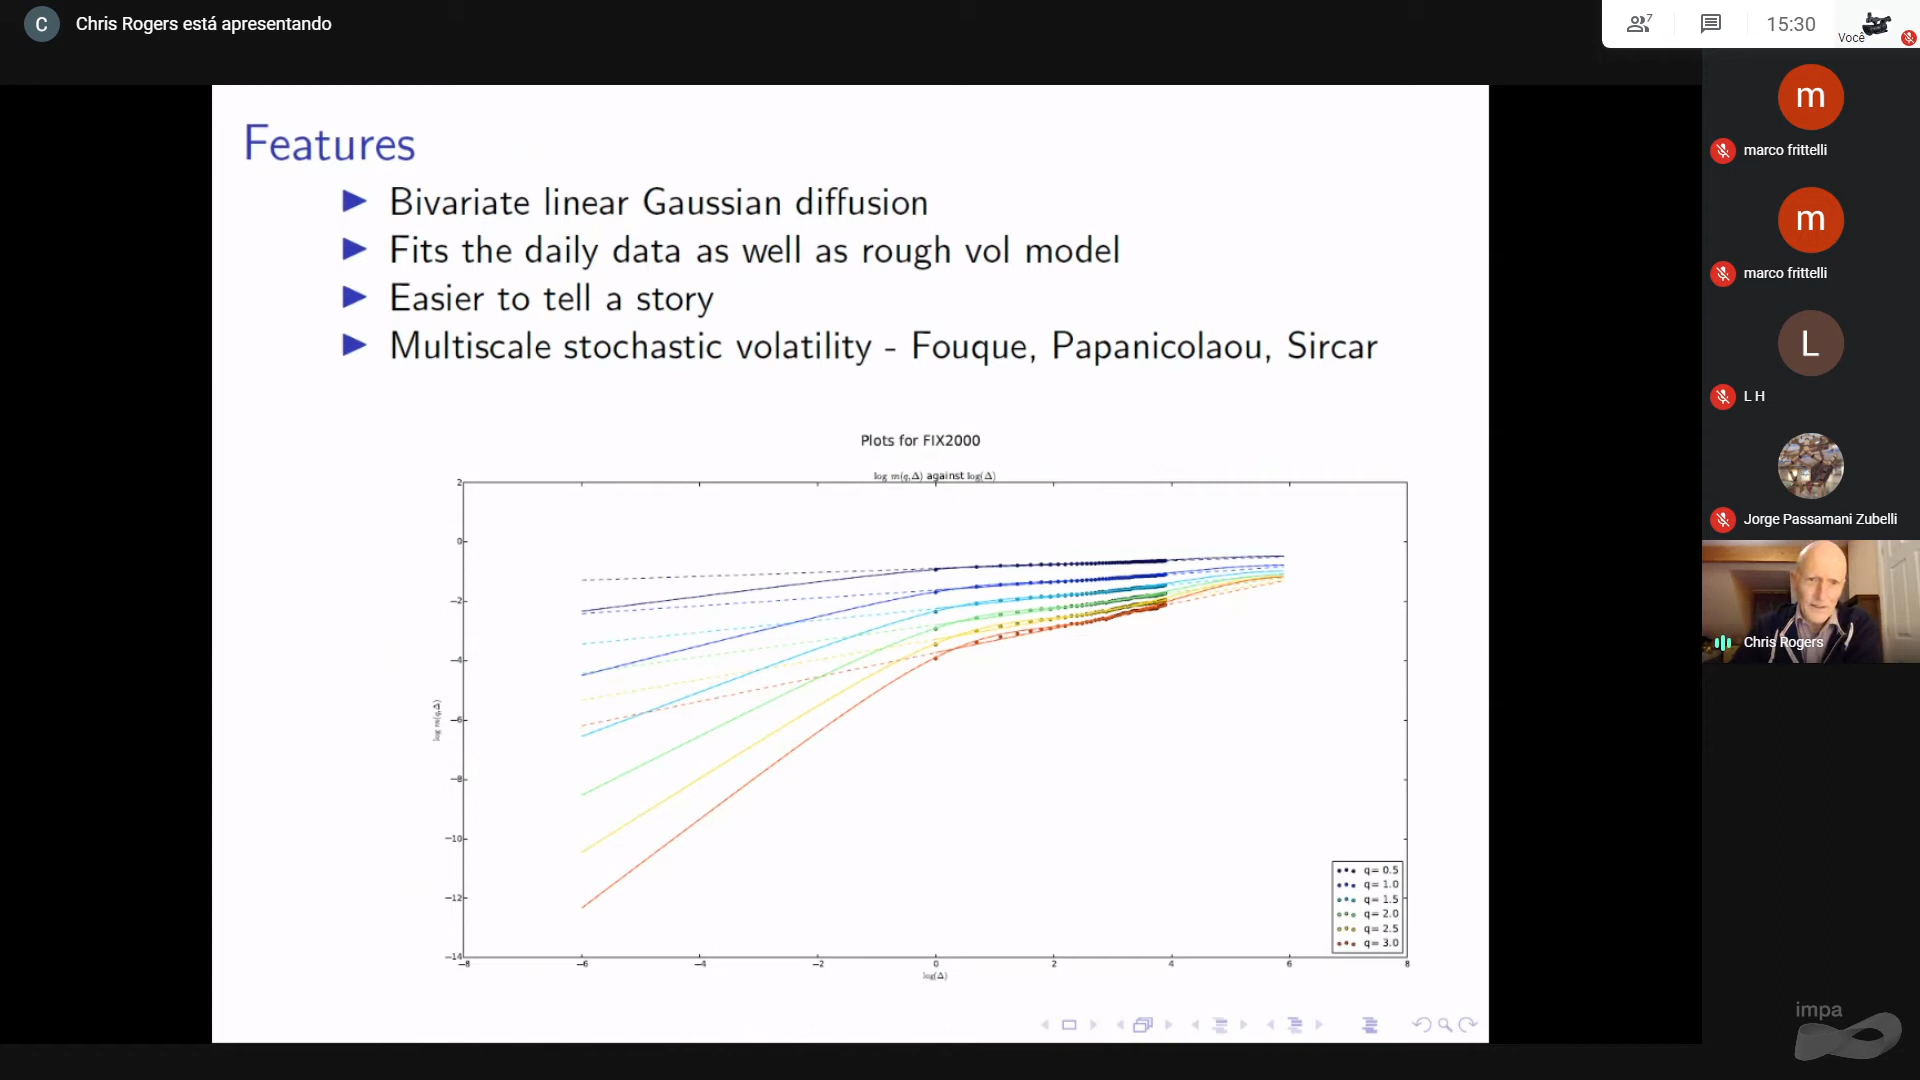 C
Chris Rogers está apresentando
7
15:30
Você
Features
Bivariate linear Gaussian diffusion
Fits the daily data as well as rough vol model
Easier to tell a story
Multiscale stochastic volatility - Fouque, Papanicolaou, Sircar
Plots for FIX2000
log m(q,Δ) against log(Δ)
2
0
−2
−4
−6
−8
−10
−12
−14
log m(q,Δ)
−8
−6
−4
−2
0
2
4
6
8
log(Δ)
q= 0.5
q= 1.0
q= 1.5
q= 2.0
q= 2.5
q= 3.0
m
marco frittelli
m
marco frittelli
L
L H
Jorge Passamani Zubelli
Chris Rogers
impa